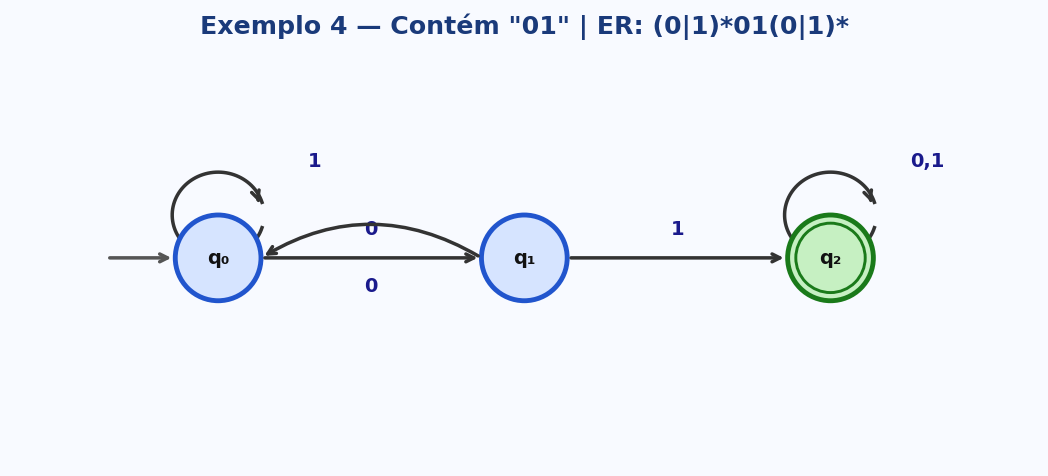 Exemplo 4 — Contém "01" | ER: (0|1)*01(0|1)*
1
0,1
0
1
q₀
q₁
q₂
0